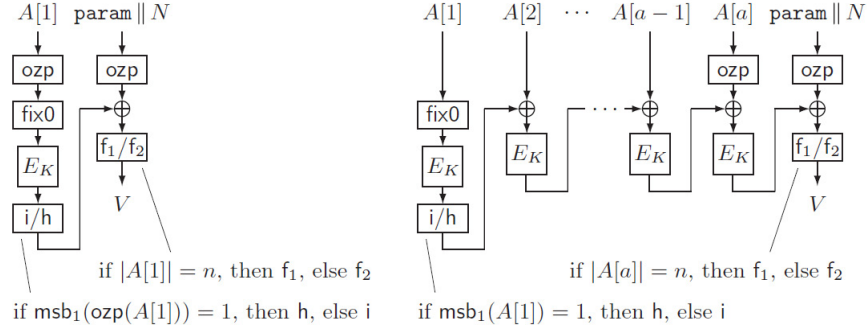 A[1] param ∥ N A[1] A[2] ⋯ A[a − 1] A[a] param ∥ N
ozp ozp ozp ozp
fix0 fix0 ⋯
f₁/f₂ f₁/f₂
E_K E_K E_K E_K
E_K
V V
i/h i/h
if |A[1]| = n, then f₁, else f₂ if |A[a]| = n, then f₁, else f₂
if msb₁(ozp(A[1])) = 1, then h, else i if msb₁(A[1]) = 1, then h, else i